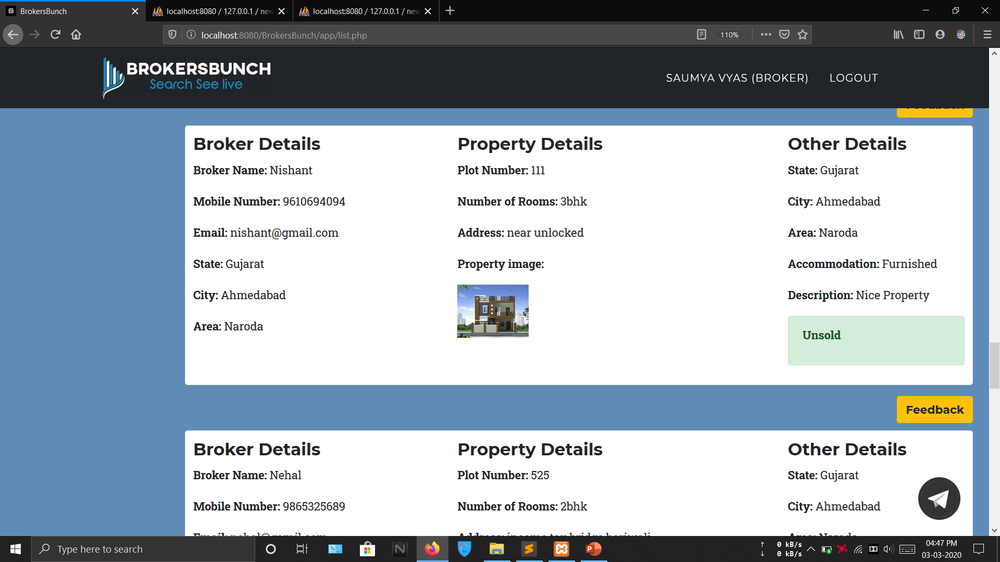 BrokersBunch
localhost:8080 / 127.0.0.1 / new
localhost:8080 / 127.0.0.1 / new
localhost:8080/BrokersBunch/app/list.php
110%
BROKERSBUNCH
Search See live
SAUMYA VYAS (BROKER)
LOGOUT
Broker Details
Broker Name: Nishant
Mobile Number: 9610694094
Email: nishant@gmail.com
State: Gujarat
City: Ahmedabad
Area: Naroda
Property Details
Plot Number: 111
Number of Rooms: 3bhk
Address: near unlocked
Property image:
Other Details
State: Gujarat
City: Ahmedabad
Area: Naroda
Accommodation: Furnished
Description: Nice Property
Unsold
Feedback
Broker Details
Broker Name: Nehal
Mobile Number: 9865325689
Property Details
Plot Number: 525
Number of Rooms: 2bhk
Other Details
State: Gujarat
City: Ahmedabad
Type here to search
0 kB/s
0 kB/s
04:47 PM
03-03-2020